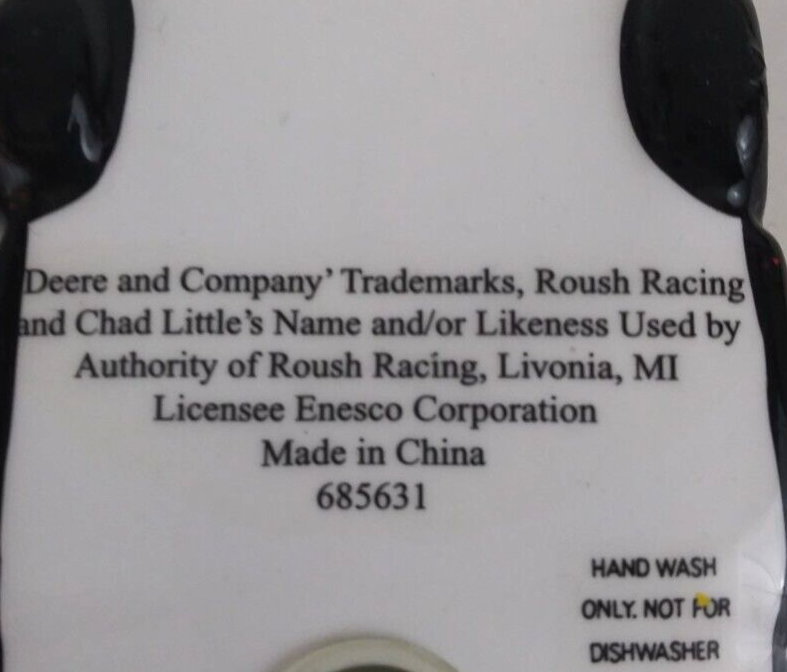 Deere and Company' Trademarks, Roush Racing
and Chad Little's Name and/or Likeness Used by
Authority of Roush Racing, Livonia, MI
Licensee Enesco Corporation
Made in China
685631
HAND WASH
ONLY. NOT FOR
DISHWASHER